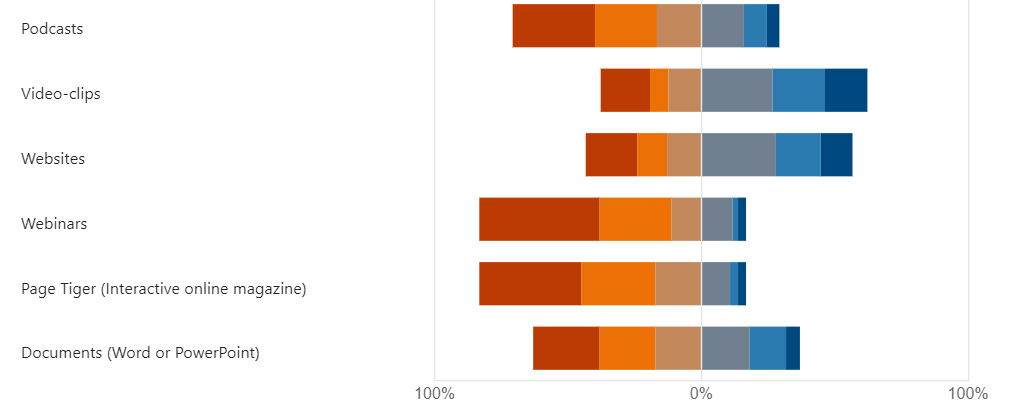 Podcasts
Video-clips
Websites
Webinars
Page Tiger (Interactive online magazine)
Documents (Word or PowerPoint)
100% 0% 100%